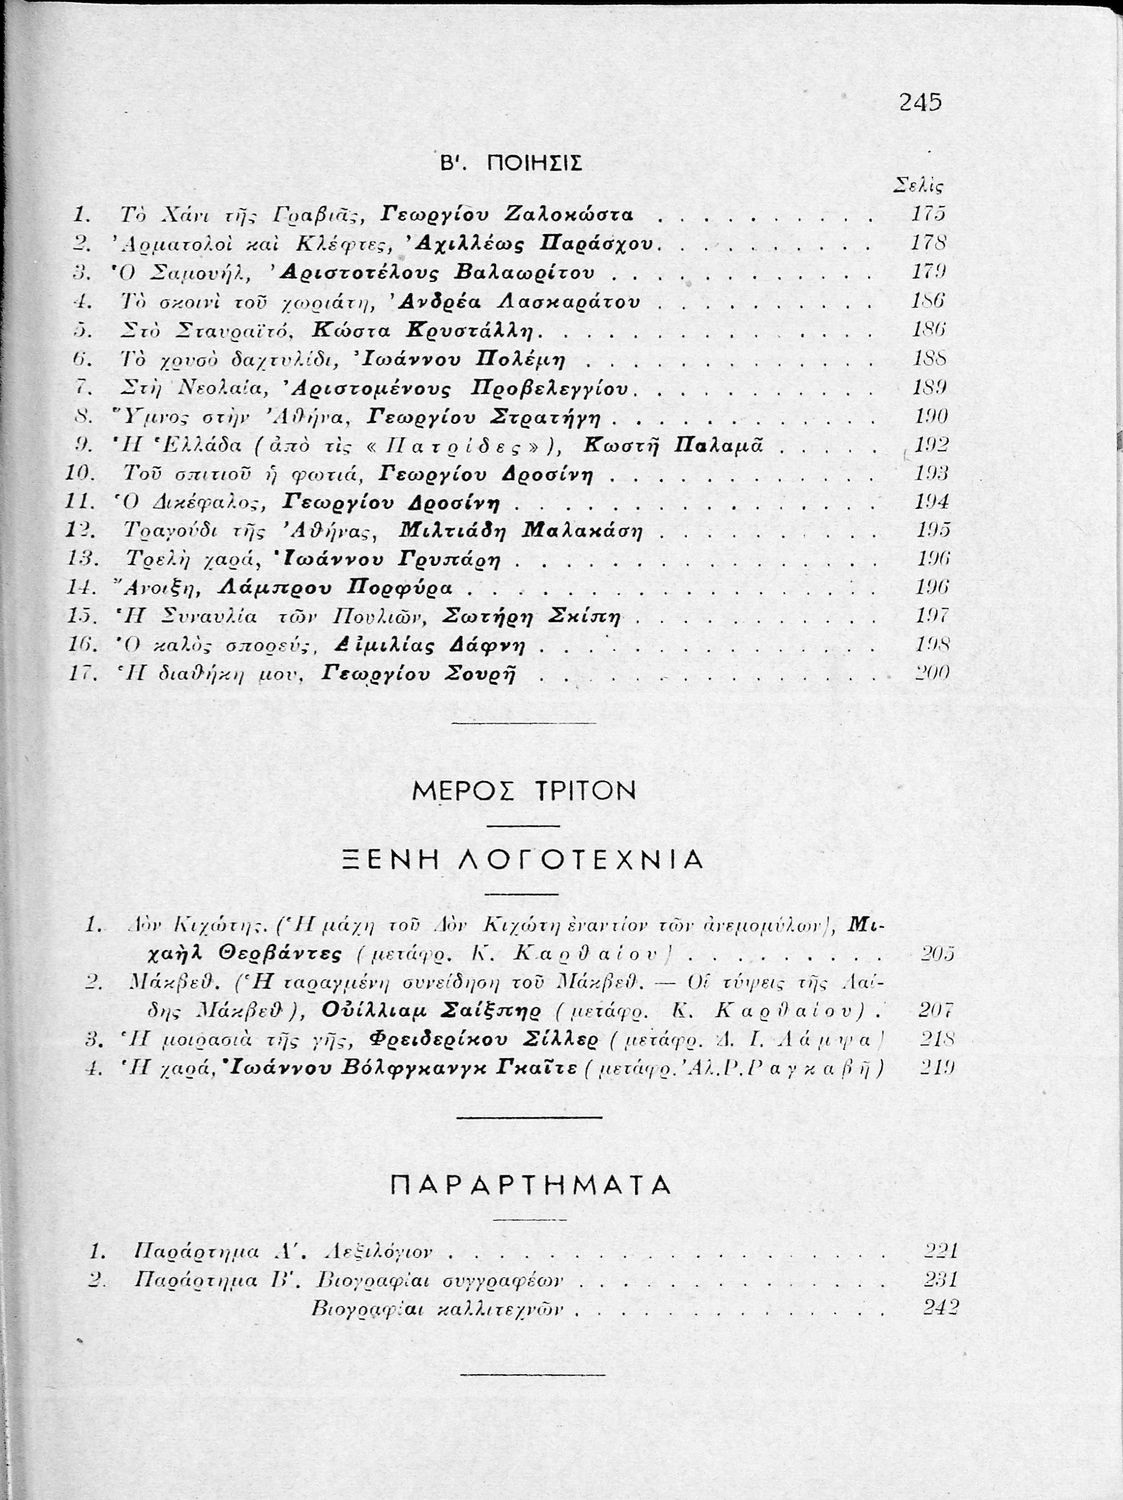 245
Β'. ΠΟΙΗΣΙΣ
Σελὶς
1. Τὸ Χάνι τῆς Γραβιᾶς, Γεωργίου Ζαλοκώστα . . . . . . . . . . 175
2. Ἀρματολοὶ καὶ Κλέφτες, Ἀχιλλέως Παράσχου. . . . . . . . . . 178
3. Ὁ Σαμουήλ, Ἀριστοτέλους Βαλαωρίτου . . . . . . . . . . . . 179
4. Τὸ σκοινὶ τοῦ χωριάτη, Ἀνδρέα Λασκαράτου . . . . . . . . . . 186
5. Στὸ Σταυραϊτό, Κώστα Κρυστάλλη. . . . . . . . . . . . . . . 186
6. Τὸ χρυσὸ δαχτυλίδι, Ἰωάννου Πολέμη . . . . . . . . . . . . . 188
7. Στὴ Νεολαία, Ἀριστομένους Προβελεγγίου. . . . . . . . . . . 189
8. Ὕμνος στὴν Ἀθήνα, Γεωργίου Στρατήγη . . . . . . . . . . . . 190
9. Ἡ Ἑλλάδα (ἀπὸ τὶς «Πατρίδες»), Κωστῆ Παλαμᾶ . . . . . 192
10. Τοῦ σπιτιοῦ ἡ φωτιά, Γεωργίου Δροσίνη . . . . . . . . . . . . 193
11. Ὁ Δικέφαλος, Γεωργίου Δροσίνη . . . . . . . . . . . . . . . . 194
12. Τραγούδι τῆς Ἀθήνας, Μιλτιάδη Μαλακάση . . . . . . . . . . 195
13. Τρελὴ χαρά, Ἰωάννου Γρυπάρη . . . . . . . . . . . . . . . . 196
14. Ἄνοιξη, Λάμπρου Πορφύρα . . . . . . . . . . . . . . . . . . 196
15. Ἡ Συναυλία τῶν Πουλιῶν, Σωτήρη Σκίπη . . . . . . . . . . . 197
16. Ὁ καλὸς σπορεύς, Αἰμιλίας Δάφνη . . . . . . . . . . . . . . . 198
17. Ἡ διαθήκη μου, Γεωργίου Σουρῆ . . . . . . . . . . . . . . . 200
ΜΕΡΟΣ ΤΡΙΤΟΝ
ΞΕΝΗ ΛΟΓΟΤΕΧΝΙΑ
1. Δὸν Κιχώτης. (Ἡ μάχη τοῦ Δὸν Κιχώτη ἐναντίον τῶν ἀνεμομύλων), Μι-
χαὴλ Θερβάντες (μετάφρ. Κ. Καρθαίου) . . . . . . . . . 205
2. Μάκβεθ. (Ἡ ταραγμένη συνείδηση τοῦ Μάκβεθ. — Οἱ τύψεις τῆς Λαί-
δης Μάκβεθ), Οὐίλλιαμ Σαίξπηρ (μετάφρ. Κ. Καρθαίου) . 207
3. Ἡ μοιρασιὰ τῆς γῆς, Φρειδερίκου Σίλλερ (μετάφρ. Δ. Ι. Λάμψα) 218
4. Ἡ χαρά, Ἰωάννου Βόλφγκανγκ Γκαῖτε (μετάφρ. Ἀλ. Ρ. Ραγκαβῆ) 219
ΠΑΡΑΡΤΗΜΑΤΑ
1. Παράρτημα Α'. Λεξιλόγιον . . . . . . . . . . . . . . . . . . . 221
2. Παράρτημα Β'. Βιογραφίαι συγγραφέων . . . . . . . . . . . . . 231
Βιογραφίαι καλλιτεχνῶν . . . . . . . . . . . . . 242